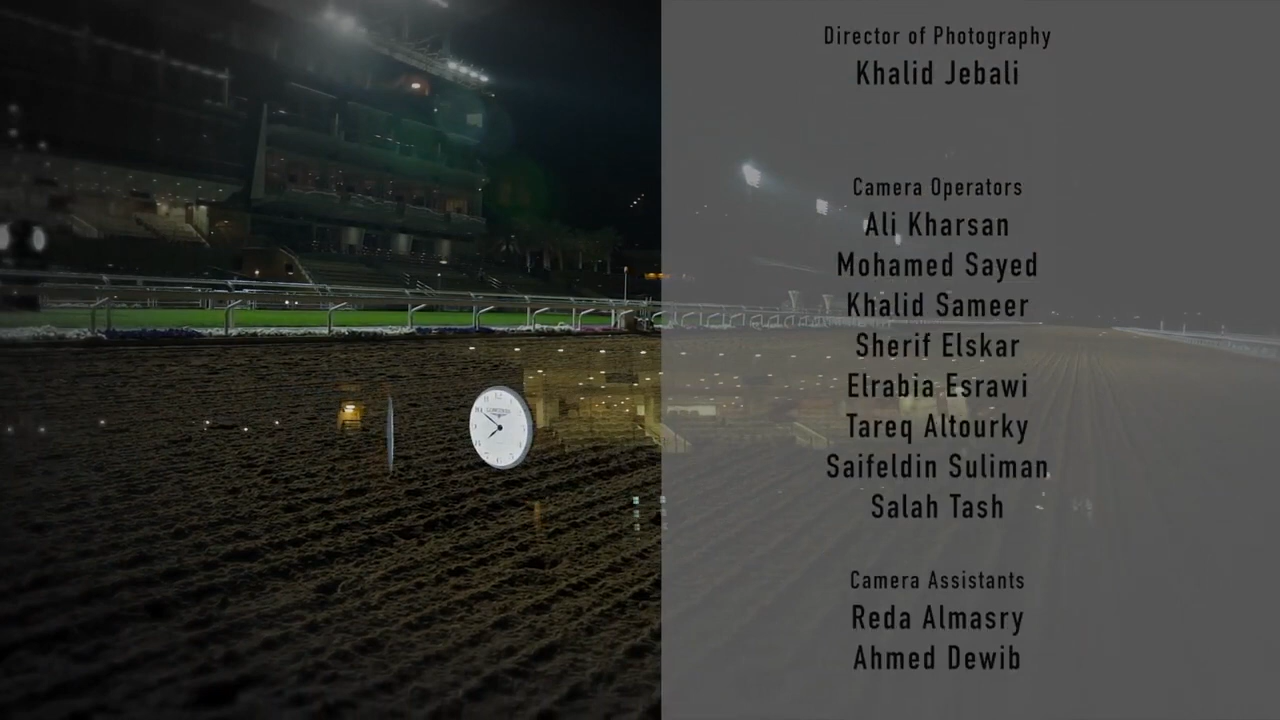 Director of Photography
Khalid Jebali
Camera Operators
Ali Kharsan
Mohamed Sayed
Khalid Sameer
Sherif Elskar
Elrabia Esrawi
Tareq Altourky
Saifeldin Suliman
Salah Tash
Camera Assistants
Reda Almasry
Ahmed Dewib